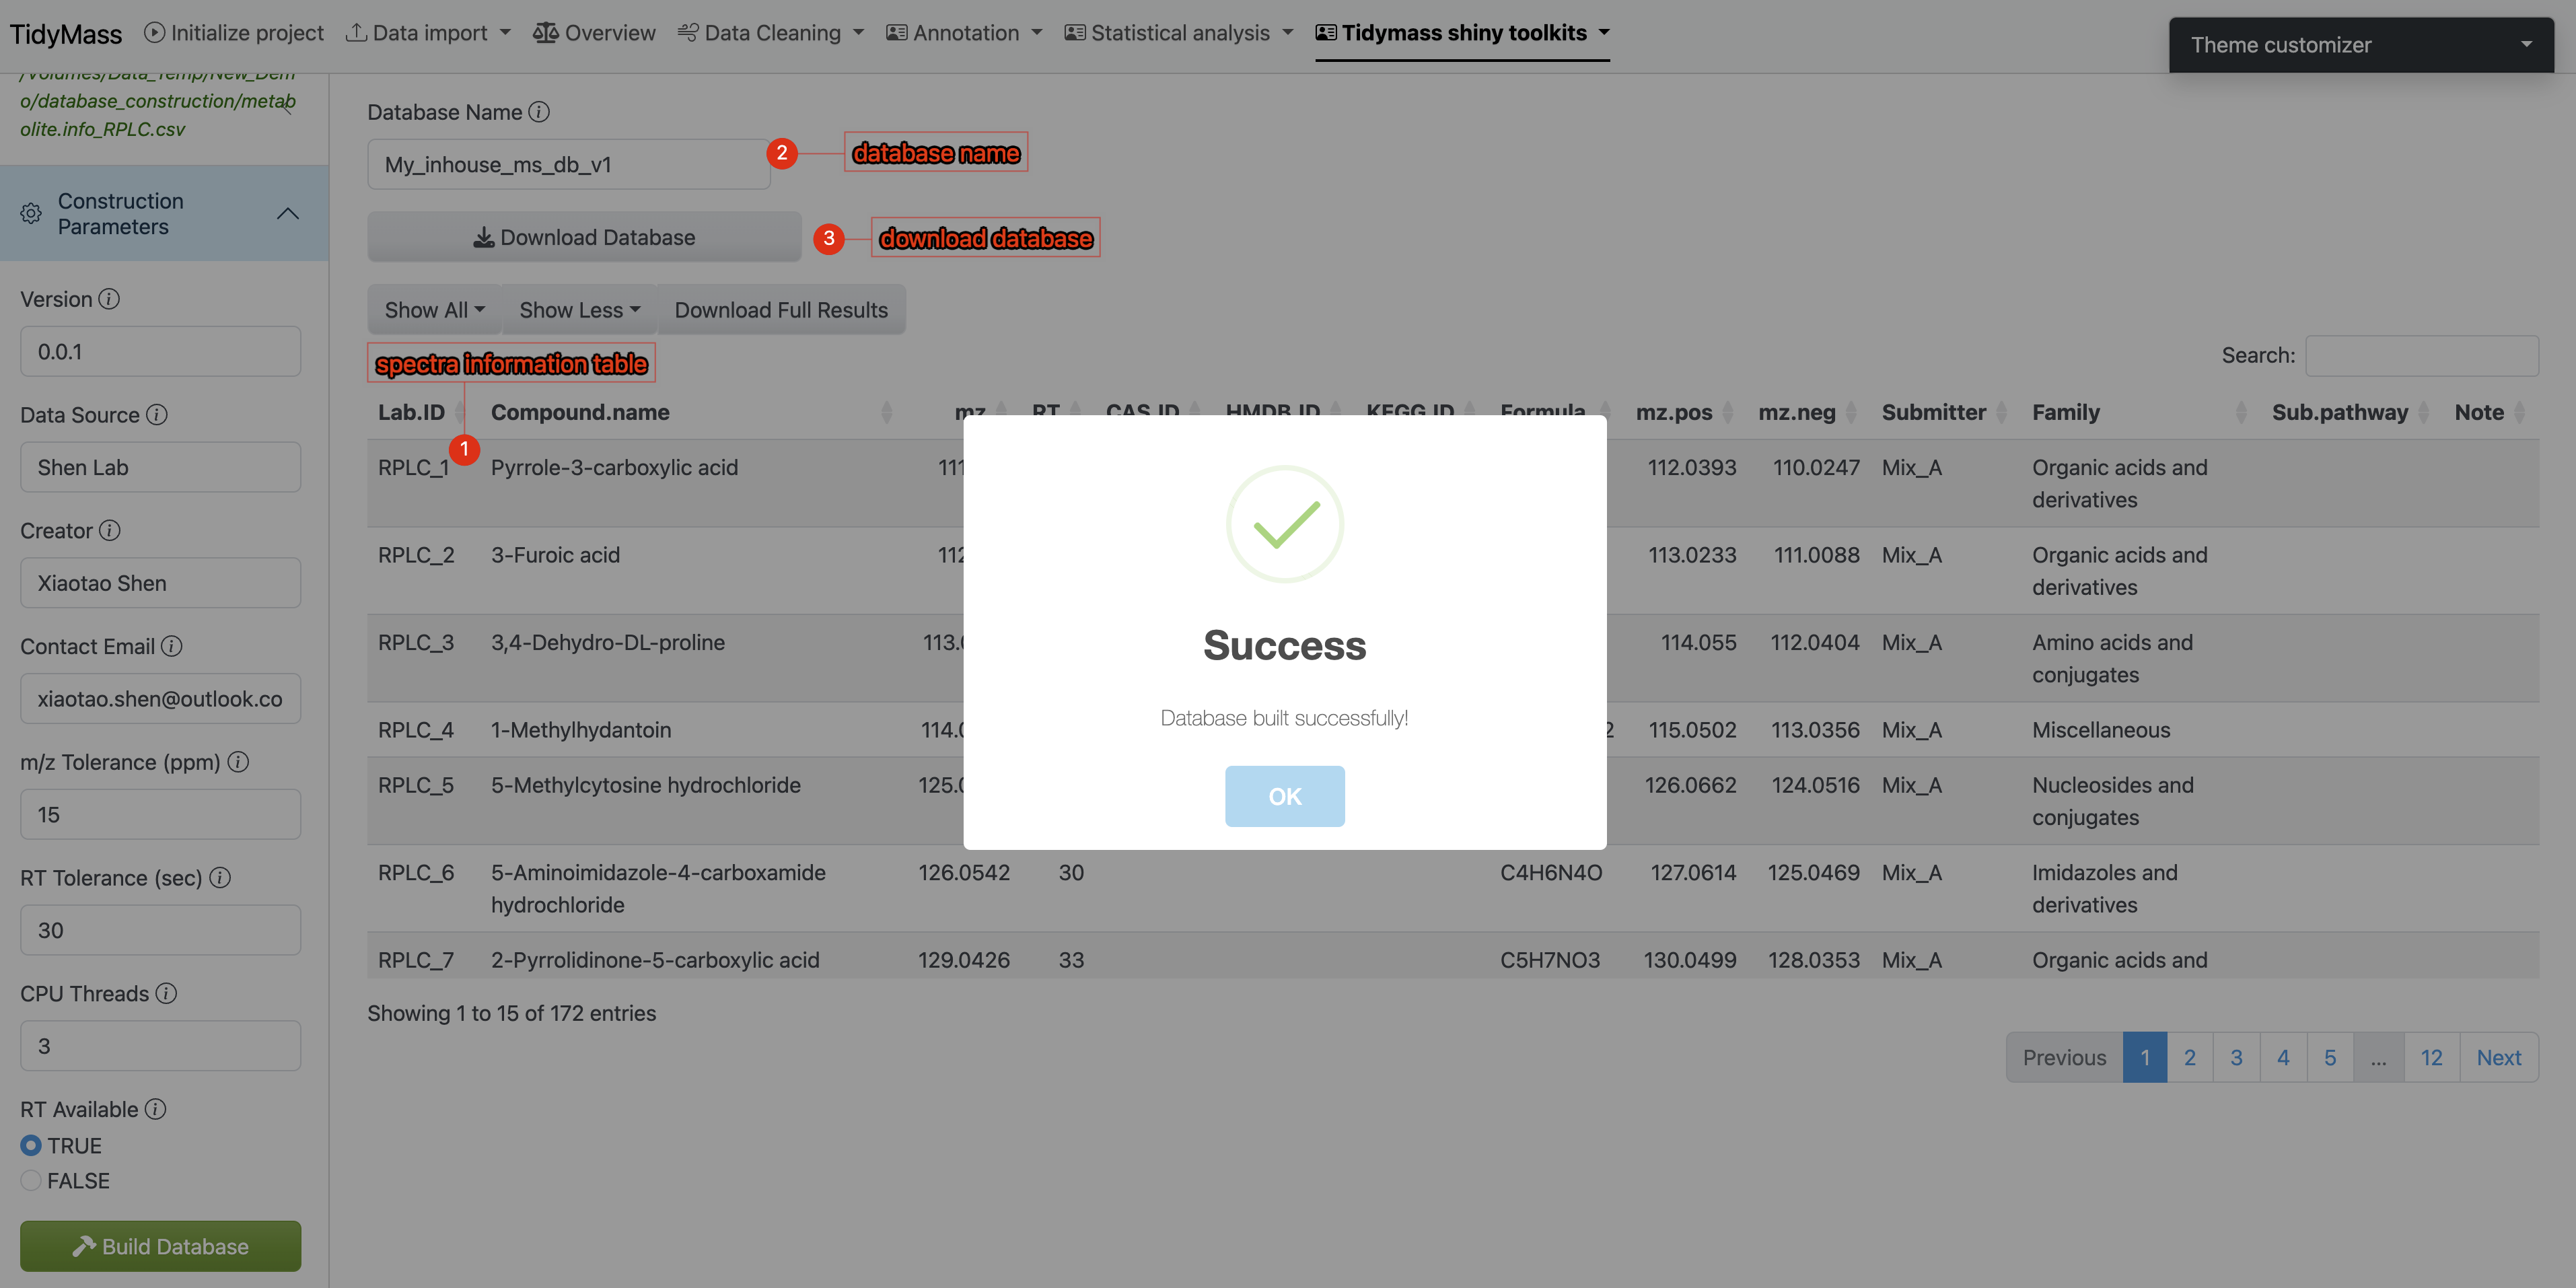 TidyMass Initialize project Data import Overview Data Cleaning Annotation Statistical analysis Tidymass shiny toolkits Theme customizer
/Volumes/Data_Temp/New_Dem
o/database_construction/metab
olite.info_RPLC.csv
Construction
Parameters
Version
0.0.1
Data Source
Shen Lab
Creator
Xiaotao Shen
Contact Email
xiaotao.shen@outlook.co
m/z Tolerance (ppm)
15
RT Tolerance (sec)
30
CPU Threads
3
RT Available
TRUE
FALSE
Build Database
Database Name
My_inhouse_ms_db_v1
2 database name
Download Database
3 download database
Show All Show Less Download Full Results
spectra information table
1
Search:
Lab.ID Compound.name mz RT CAS.ID HMDB.ID KEGG.ID Formula mz.pos mz.neg Submitter Family Sub.pathway Note
RPLC_1 Pyrrole-3-carboxylic acid 111 112.0393 110.0247 Mix_A Organic acids and
derivatives
RPLC_2 3-Furoic acid 112 113.0233 111.0088 Mix_A Organic acids and
derivatives
RPLC_3 3,4-Dehydro-DL-proline 113. 114.055 112.0404 Mix_A Amino acids and
conjugates
RPLC_4 1-Methylhydantoin 114.0 2 115.0502 113.0356 Mix_A Miscellaneous
RPLC_5 5-Methylcytosine hydrochloride 125.0 126.0662 124.0516 Mix_A Nucleosides and
conjugates
RPLC_6 5-Aminoimidazole-4-carboxamide 126.0542 30 C4H6N4O 127.0614 125.0469 Mix_A Imidazoles and
hydrochloride derivatives
RPLC_7 2-Pyrrolidinone-5-carboxylic acid 129.0426 33 C5H7NO3 130.0499 128.0353 Mix_A Organic acids and
Showing 1 to 15 of 172 entries
Previous 1 2 3 4 5 ... 12 Next
Success
Database built successfully!
OK